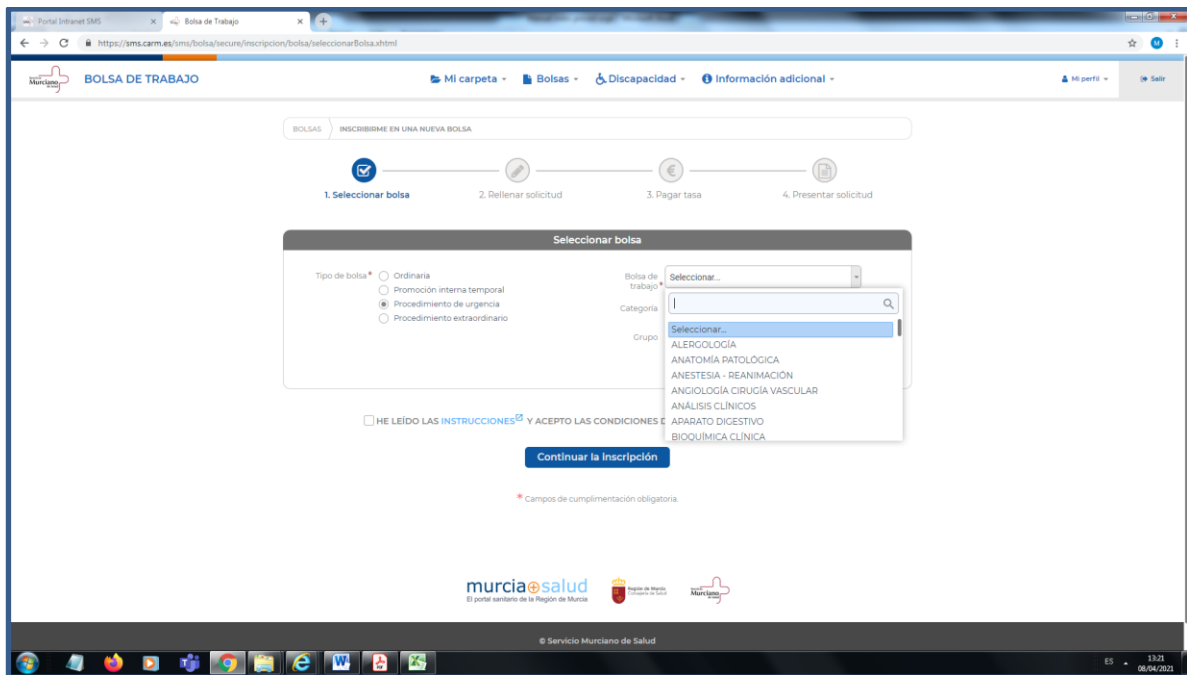 Portal Intranet SMS
Bolsa de Trabajo
https://sms.carm.es/sms/bolsa/secure/inscripcion/bolsa/seleccionarBolsa.xhtml
M
Murciano
BOLSA DE TRABAJO
Mi carpeta
Bolsas
Discapacidad
Información adicional
Mi perfil
Salir
BOLSAS
INSCRIBIRME EN UNA NUEVA BOLSA
1. Seleccionar bolsa
2. Rellenar solicitud
3. Pagar tasa
4. Presentar solicitud
Seleccionar bolsa
Tipo de bolsa *
Ordinaria
Promoción interna temporal
Procedimiento de urgencia
Procedimiento extraordinario
Bolsa de trabajo *
Seleccionar...
Categoría
Grupo
Seleccionar...
ALERGOLOGÍA
ANATOMÍA PATOLÓGICA
ANESTESIA - REANIMACIÓN
ANGIOLOGÍA CIRUGÍA VASCULAR
ANÁLISIS CLÍNICOS
APARATO DIGESTIVO
BIOQUÍMICA CLÍNICA
HE LEÍDO LAS INSTRUCCIONES Y ACEPTO LAS CONDICIONES
Continuar la inscripción
* Campos de cumplimentación obligatoria.
murciasalud
El portal sanitario de la Región de Murcia
Región de Murcia
Consejería de Salud
Murciano
© Servicio Murciano de Salud
ES
13:21
08/04/2021